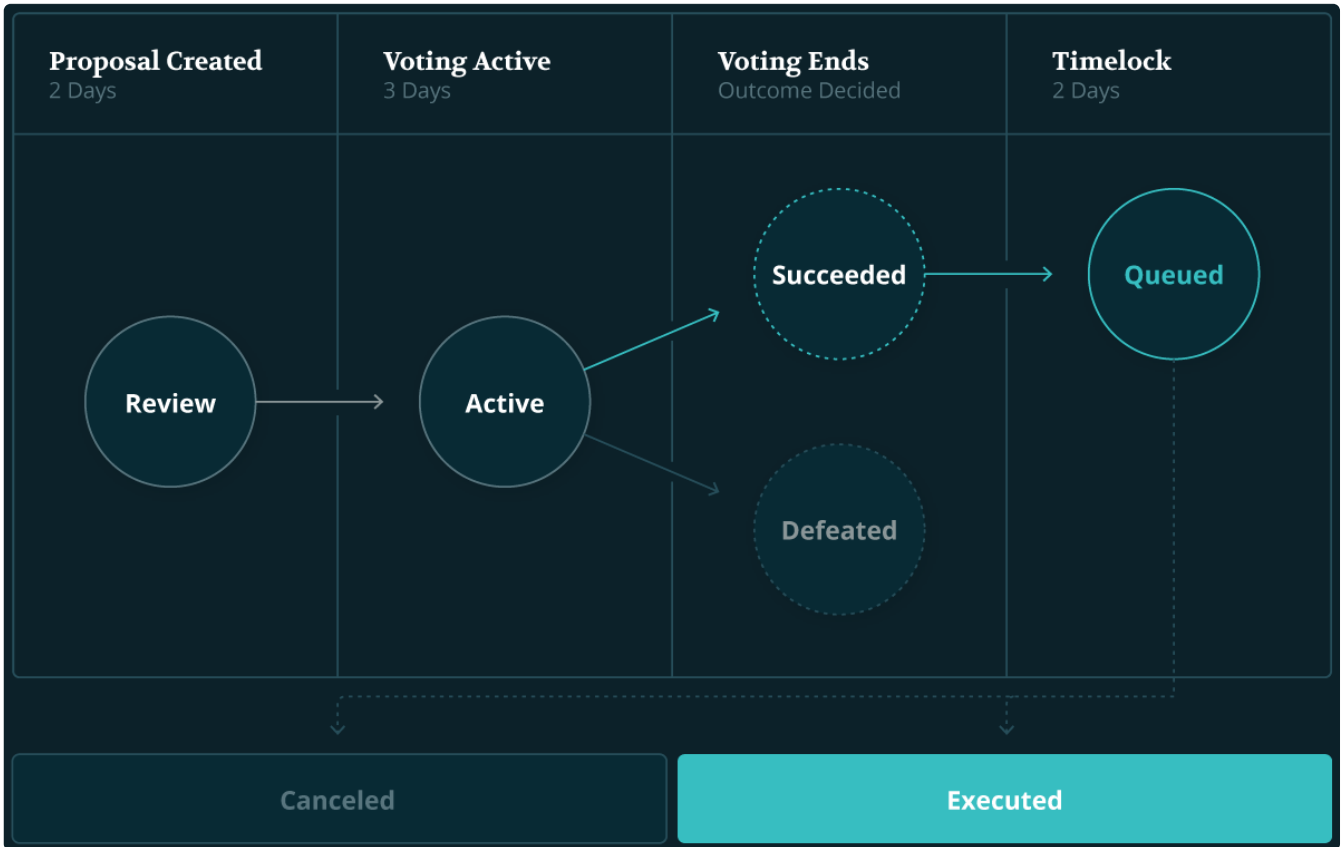 Proposal Created
2 Days
Voting Active
3 Days
Voting Ends
Outcome Decided
Timelock
2 Days
Review
Active
Succeeded
Defeated
Queued
Canceled
Executed